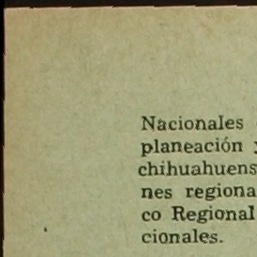 Nacionales
planeación
chihuahuens
nes regiona
co Regional
cionales.